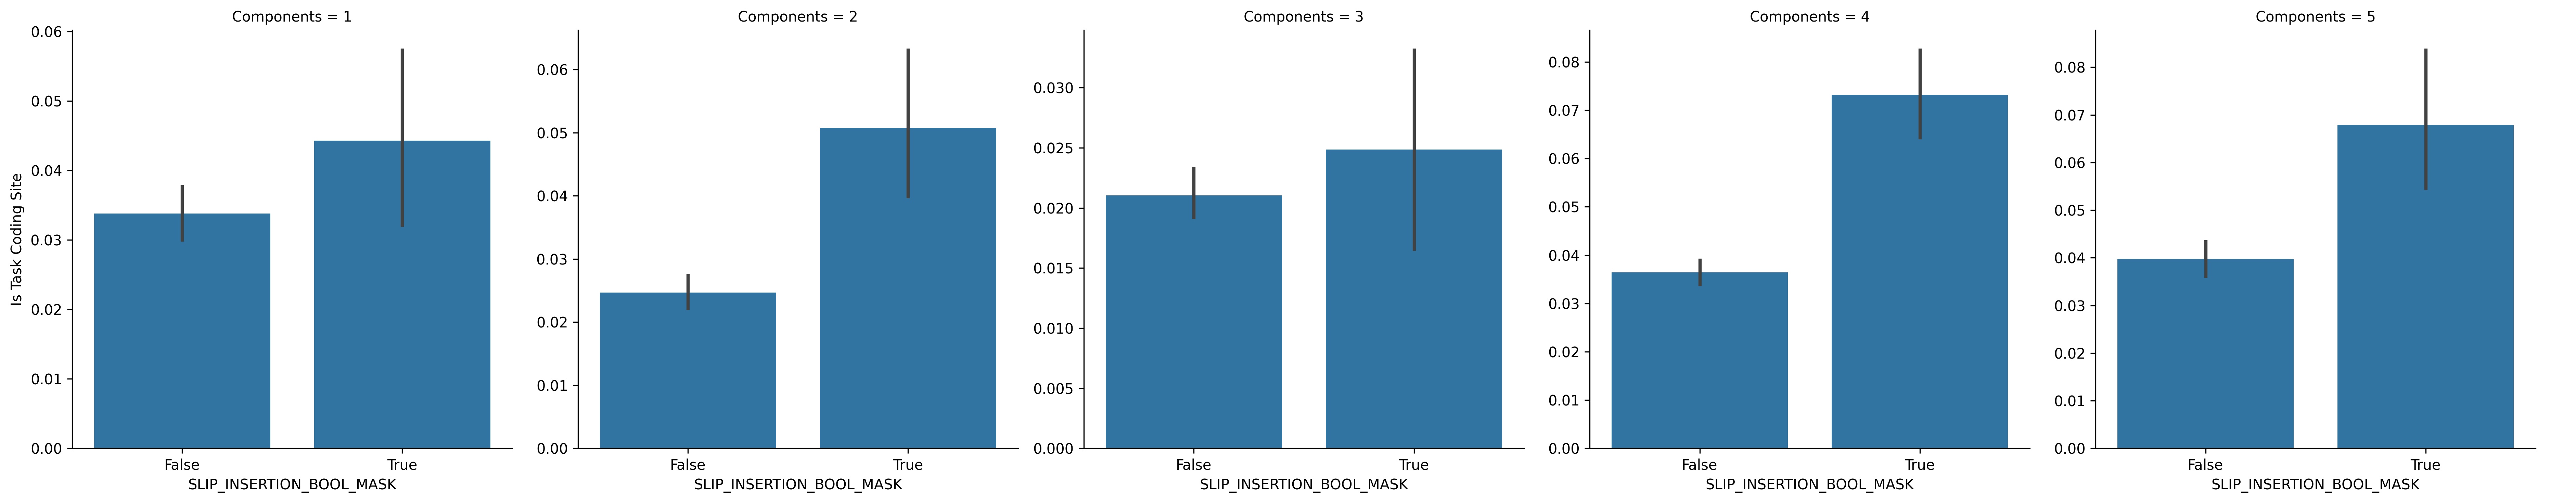 Components = 1
Components = 2
Components = 3
Components = 4
Components = 5
Is Task Coding Site
0.06
0.05
0.04
0.03
0.02
0.01
0.00
False
True
SLIP_INSERTION_BOOL_MASK
0.06
0.05
0.04
0.03
0.02
0.01
0.00
False
True
SLIP_INSERTION_BOOL_MASK
0.030
0.025
0.020
0.015
0.010
0.005
0.000
False
True
SLIP_INSERTION_BOOL_MASK
0.08
0.07
0.06
0.05
0.04
0.03
0.02
0.01
0.00
False
True
SLIP_INSERTION_BOOL_MASK
0.08
0.07
0.06
0.05
0.04
0.03
0.02
0.01
0.00
False
True
SLIP_INSERTION_BOOL_MASK